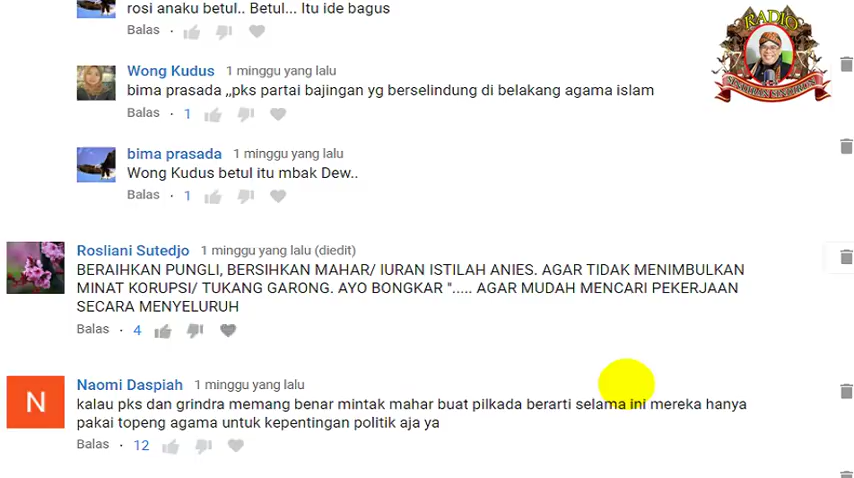 rosi anaku betul.. Betul... Itu ide bagus
Balas
RADIO
Wong Kudus 1 minggu yang lalu
bima prasada ,,pks partai bajingan yg berselindung di belakang agama islam
Balas · 1
bima prasada 1 minggu yang lalu
Wong Kudus betul itu mbak Dew..
Balas · 1
Rosliani Sutedjo 1 minggu yang lalu (diedit)
BERAIHKAN PUNGLI, BERSIHKAN MAHAR/ IURAN ISTILAH ANIES. AGAR TIDAK MENIMBULKAN
MINAT KORUPSI/ TUKANG GARONG. AYO BONGKAR "..... AGAR MUDAH MENCARI PEKERJAAN
SECARA MENYELURUH
Balas · 4
N
Naomi Daspiah 1 minggu yang lalu
kalau pks dan grindra memang benar mintak mahar buat pilkada berarti selama ini mereka hanya
pakai topeng agama untuk kepentingan politik aja ya
Balas · 12